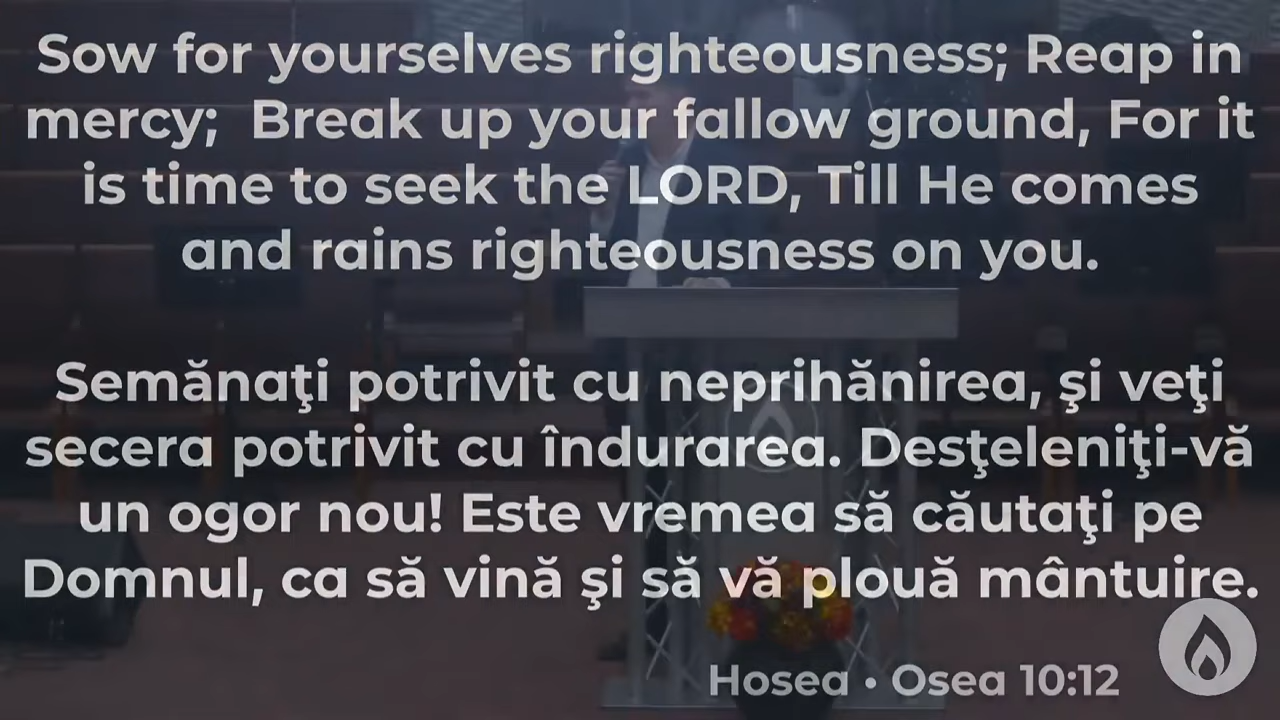 Sow for yourselves righteousness; Reap in
mercy;  Break up your fallow ground, For it
is time to seek the LORD, Till He comes
and rains righteousness on you.
Semănaţi potrivit cu neprihănirea, şi veţi
secera potrivit cu îndurarea. Desţeleniţi-vă
un ogor nou! Este vremea să căutaţi pe
Domnul, ca să vină şi să vă plouă mântuire.
Hosea • Osea 10:12